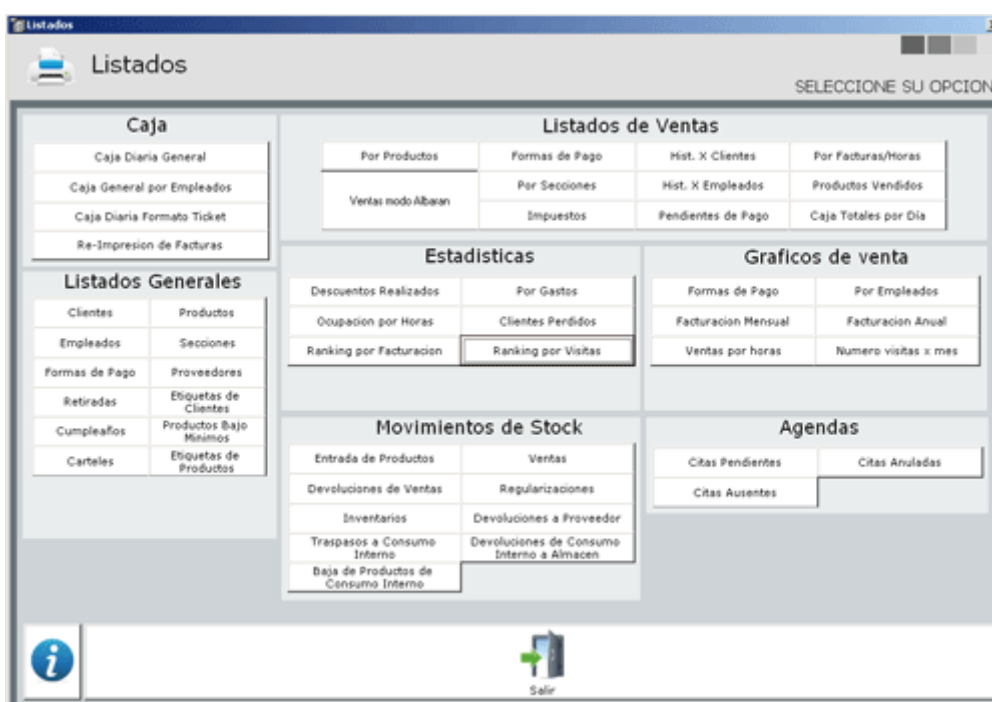 Listados
Listados
SELECCIONE SU OPCION
Caja
Caja Diaria General
Caja General por Empleados
Caja Diaria Formato Ticket
Re-Impresion de Facturas
Listados de Ventas
Por Productos
Formas de Pago
Hist. X Clientes
Por Facturas/Horas
Ventas modo Albaran
Por Secciones
Hist. X Empleados
Productos Vendidos
Impuestos
Pendientes de Pago
Caja Totales por Día
Listados Generales
Clientes
Productos
Empleados
Secciones
Formas de Pago
Proveedores
Retiradas
Etiquetas de
Clientes
Cumpleaños
Productos Bajo
Minimos
Carteles
Etiquetas de
Productos
Estadisticas
Descuentos Realizados
Por Gastos
Ocupacion por Horas
Clientes Perdidos
Ranking por Facturacion
Ranking por Visitas
Graficos de venta
Formas de Pago
Por Empleados
Facturacion Mensual
Facturacion Anual
Ventas por horas
Numero visitas x mes
Movimientos de Stock
Entrada de Productos
Ventas
Devoluciones de Ventas
Regularizaciones
Inventarios
Devoluciones a Proveedor
Traspasos a Consumo
Interno
Devoluciones de Consumo
Interno a Almacen
Baja de Productos de
Consumo Interno
Agendas
Citas Pendientes
Citas Anuladas
Citas Ausentes
Salir